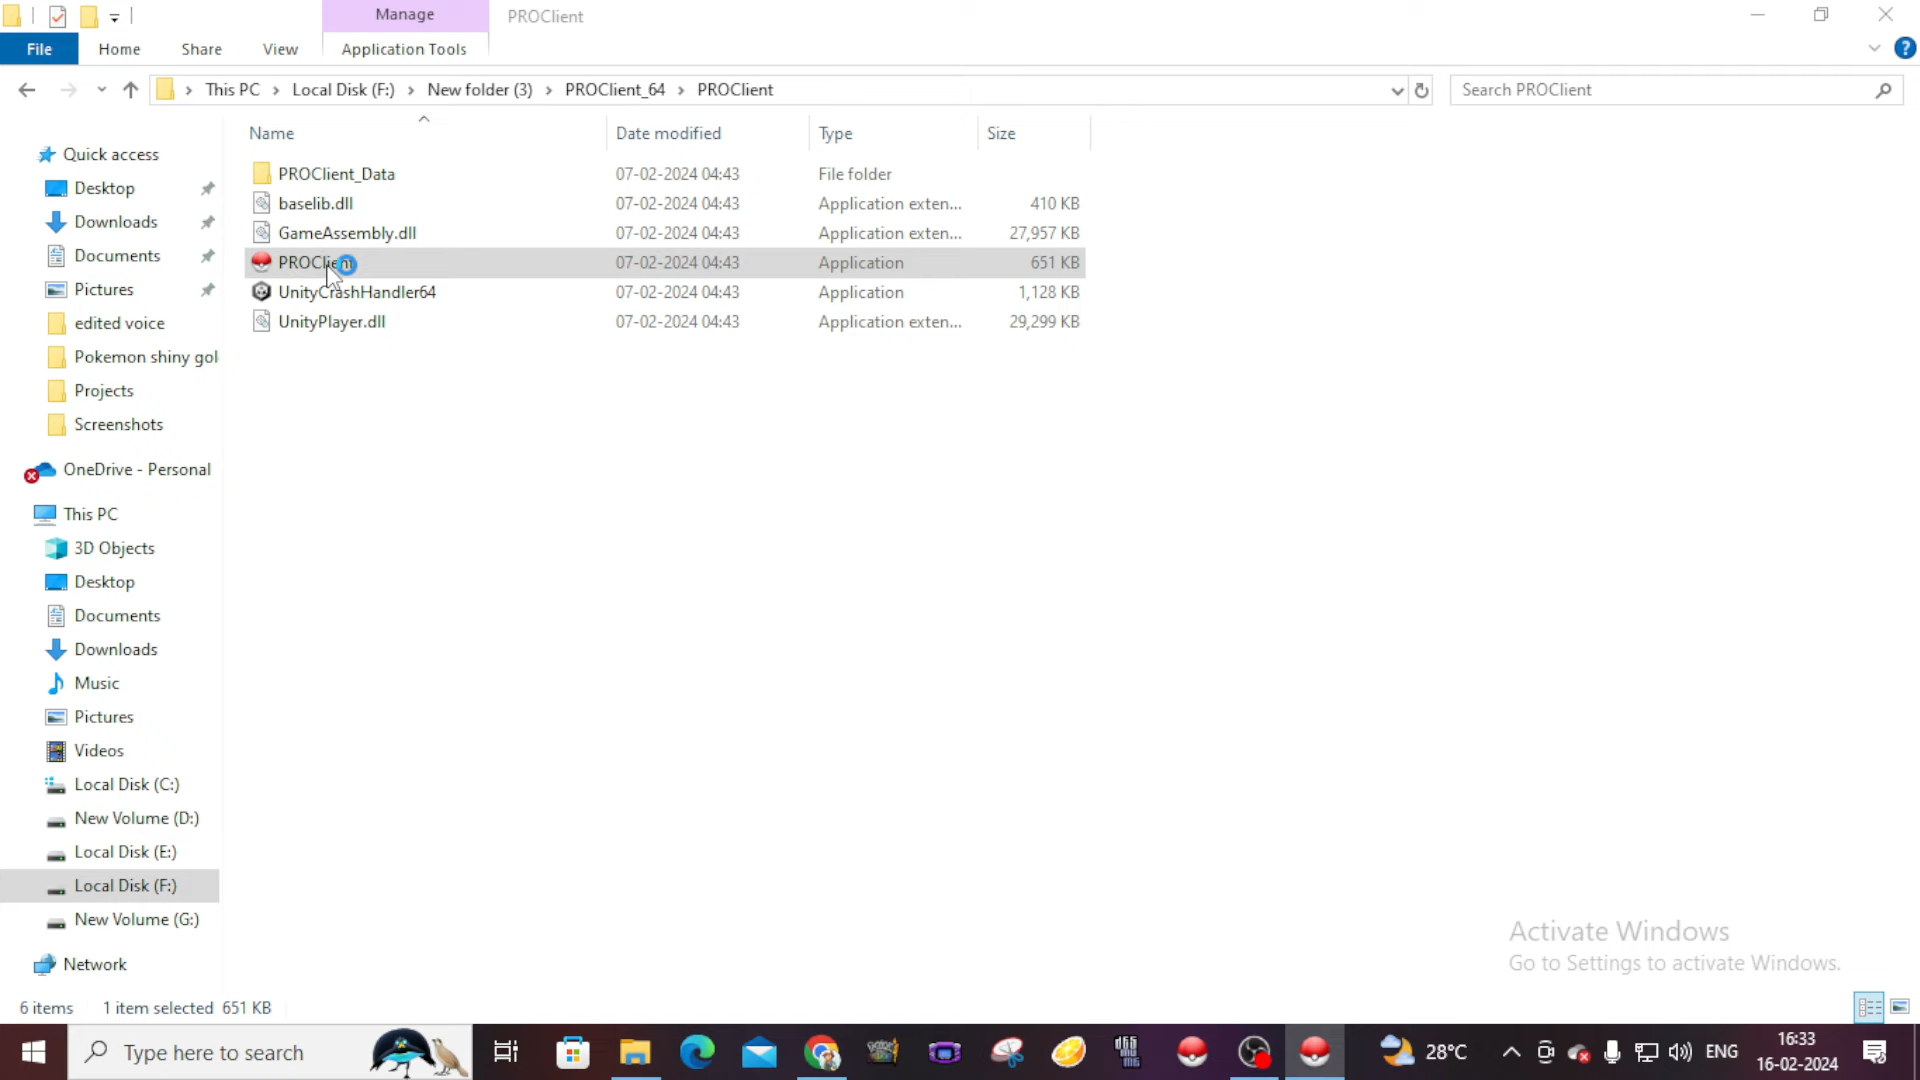 Manage
PROClient
File
Home
Share
View
Application Tools
This PC
Local Disk (F:)
New folder (3)
PROClient_64
PROClient
Search PROClient
Name
Date modified
Type
Size
PROClient_Data
07-02-2024 04:43
File folder
baselib.dll
07-02-2024 04:43
Application exten...
410 KB
GameAssembly.dll
07-02-2024 04:43
Application exten...
27,957 KB
PROClient
07-02-2024 04:43
Application
651 KB
UnityCrashHandler64
07-02-2024 04:43
Application
1,128 KB
UnityPlayer.dll
07-02-2024 04:43
Application exten...
29,299 KB
Quick access
Desktop
Downloads
Documents
Pictures
edited voice
Pokemon shiny gol
Projects
Screenshots
OneDrive - Personal
This PC
3D Objects
Desktop
Documents
Downloads
Music
Pictures
Videos
Local Disk (C:)
New Volume (D:)
Local Disk (E:)
Local Disk (F:)
New Volume (G:)
Network
Activate Windows
Go to Settings to activate Windows.
6 items
1 item selected 651 KB
Type here to search
28°C
ENG
16:33
16-02-2024